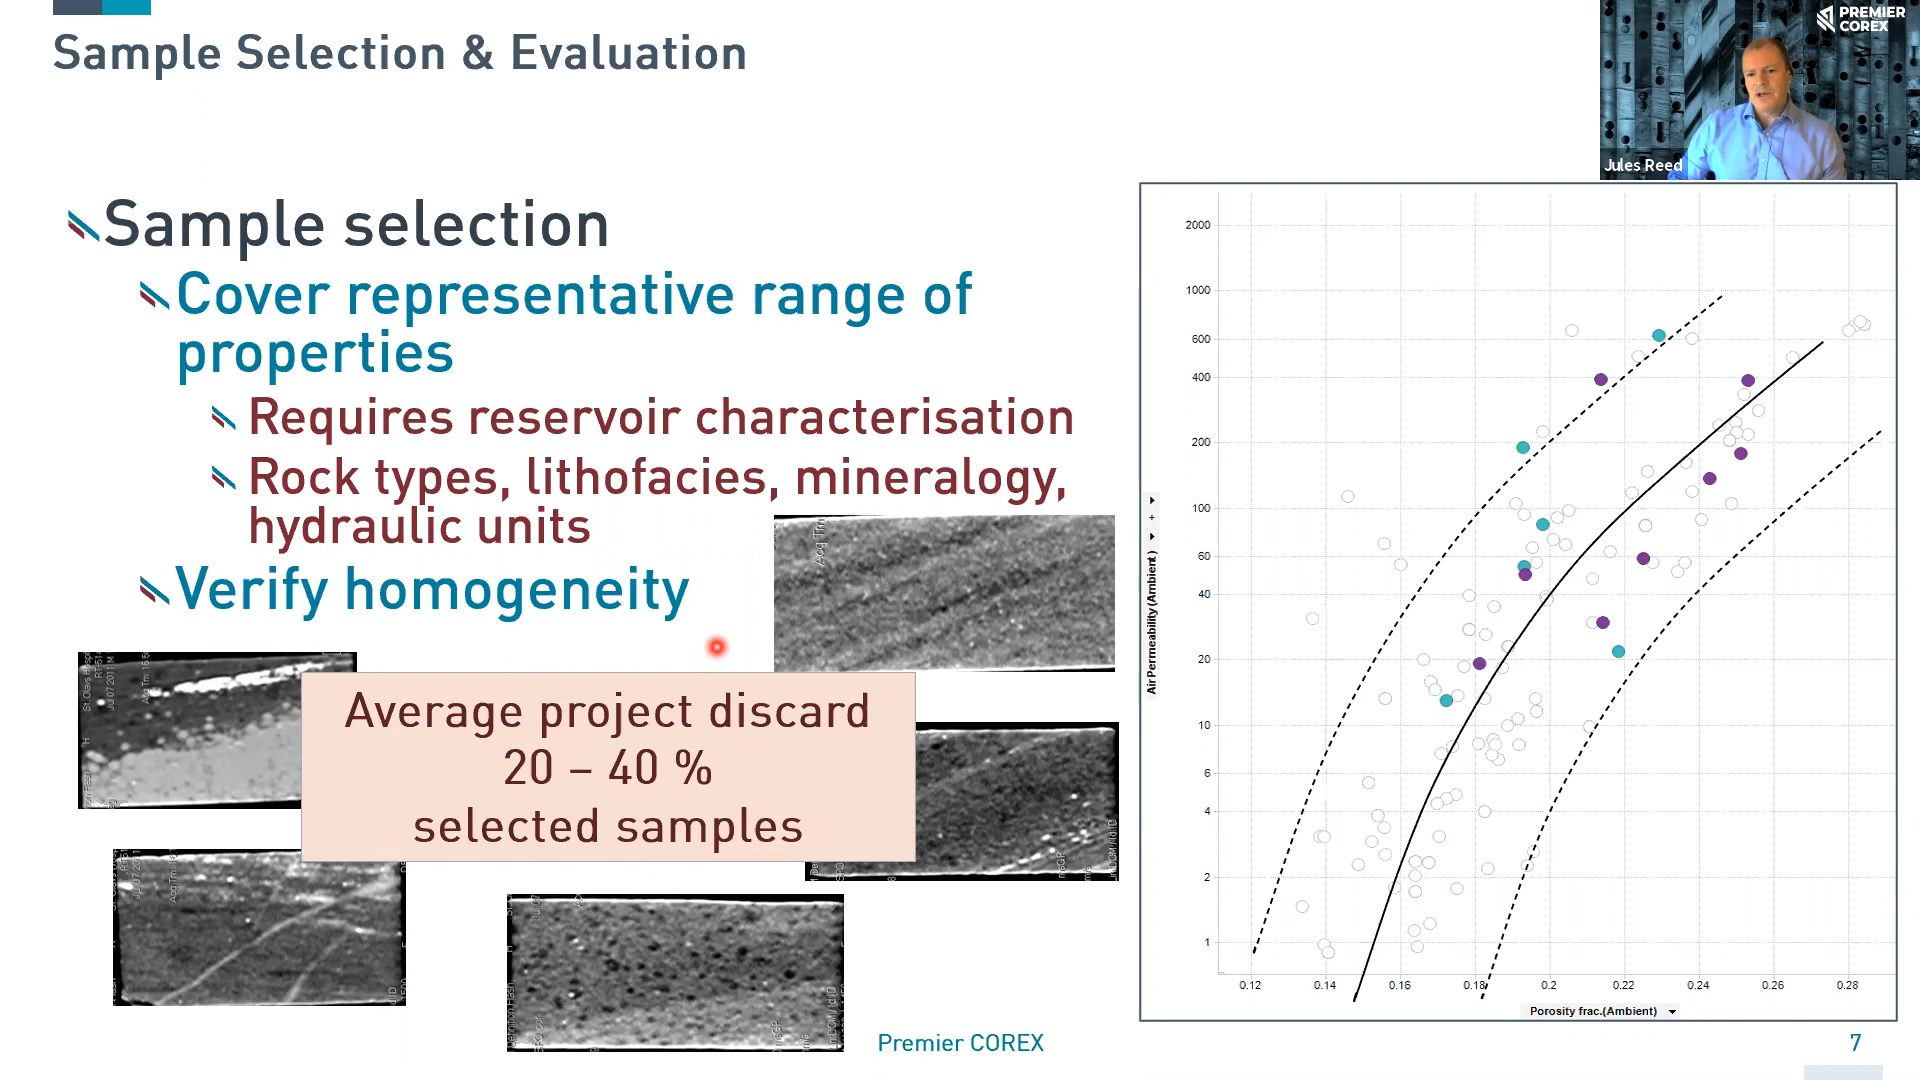 Sample Selection & Evaluation
PREMIER
COREX
Jules Reed
Sample selection
Cover representative range of
properties
Requires reservoir characterisation
Rock types, lithofacies, mineralogy,
hydraulic units
Verify homogeneity
Acq Tm
Average project discard
20 – 40 %
selected samples
2000
1000
600
400
200
100
60
40
20
10
6
4
2
1
Air Permeability (Ambient)
0.12
0.14
0.16
0.18
0.2
0.22
0.24
0.26
0.28
Porosity frac.(Ambient)
Premier COREX
7